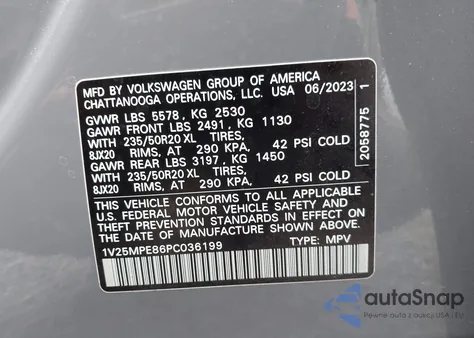 MFG BY VOLKSWAGEN GROUP OF AMERICA
CHATTANOOGA OPERATIONS, LLC. USA 06/2023
GVWR LBS 5578, KG 2530
GAWR FRONT LBS 2491, KG 1130
WITH 235/50R20 XL TIRES,
8JX20 RIMS, AT 290 KPA, 42 PSI COLD
GAWR REAR LBS 3197, KG 1450
WITH 235/50R20 XL TIRES,
8JX20 RIMS, AT 290 KPA, 42 PSI COLD
THIS VEHICLE CONFORMS TO ALL APPLICABLE
U.S. FEDERAL MOTOR VEHICLE SAFETY AND
THEFT PREVENTION STANDARDS IN EFFECT ON
THE DATE OF MANUFACTURE SHOWN ABOVE.
1V25MPE86PC036199 TYPE: MPV
2058775 1
autoSnap
Pewne auta z USA i EU